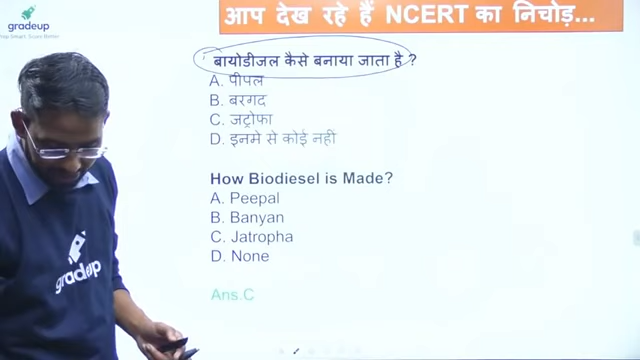 gradeup
Prep Smart. Score Better
आप देख रहे हैं NCERT का निचोड़...
बायोडीजल कैसे बनाया जाता है ?
A. पीपल
B. बरगद
C. जट्रोफा
D. इनमे से कोई नहीं
How Biodiesel is Made?
A. Peepal
B. Banyan
C. Jatropha
D. None
Ans.C
gradeup